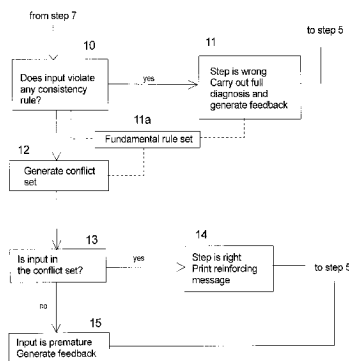 from step 7
to step 5
10
11
Does input violate
any consistency
rule?
yes
Step is wrong
Carry out full
diagnosis and
generate feedback
11a
Fundamental rule set
12
Generate conflict
set
13
14
Is input in
the conflict set?
yes
Step is right
Print reinforcing
message
to step 5
no
15
Input is premature
Generate feedback